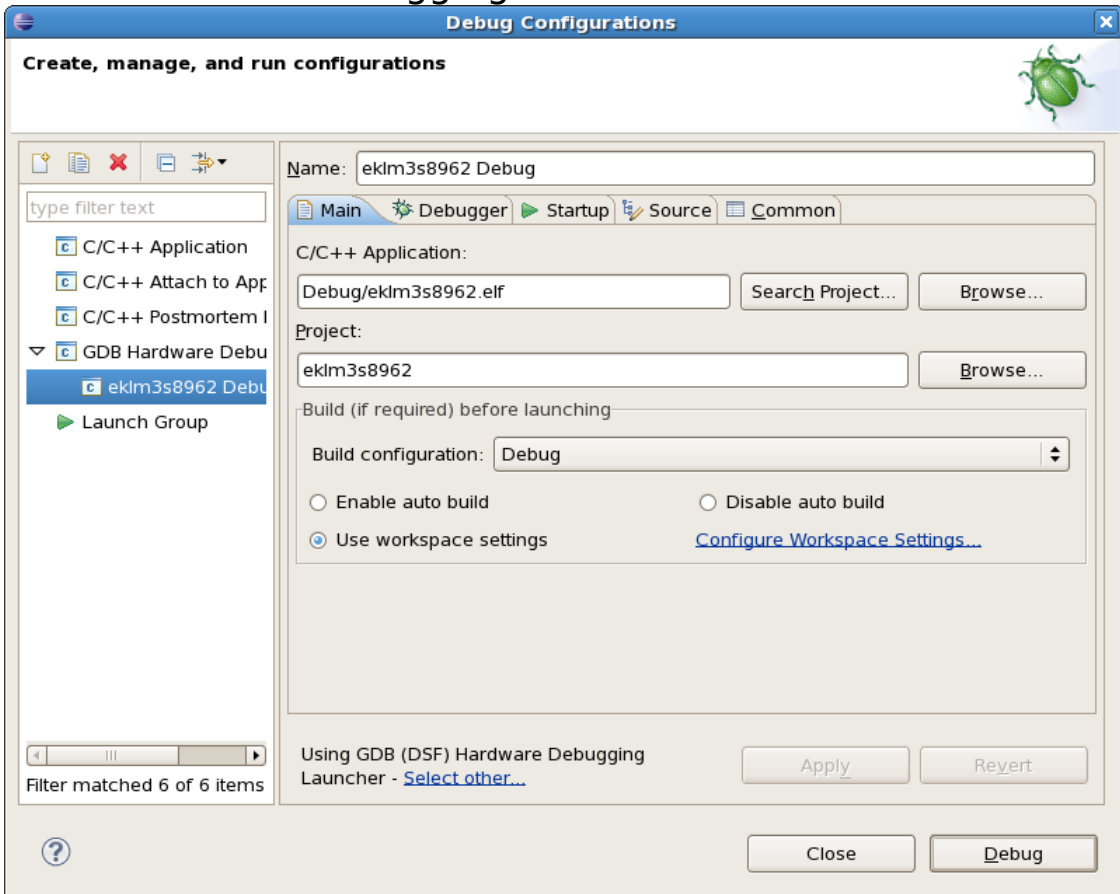 Debug Configurations
Create, manage, and run configurations
type filter text
C/C++ Application
C/C++ Attach to App
C/C++ Postmortem
GDB Hardware Debu
eklm3s8962 Debu
Launch Group
Filter matched 6 of 6 items
Name: eklm3s8962 Debug
Main Debugger Startup Source Common
C/C++ Application:
Debug/eklm3s8962.elf Search Project... Browse...
Project:
eklm3s8962 Browse...
Build (if required) before launching
Build configuration: Debug
Enable auto build Disable auto build
Use workspace settings Configure Workspace Settings...
Using GDB (DSF) Hardware Debugging
Launcher - Select other...
Apply Revert
Close Debug